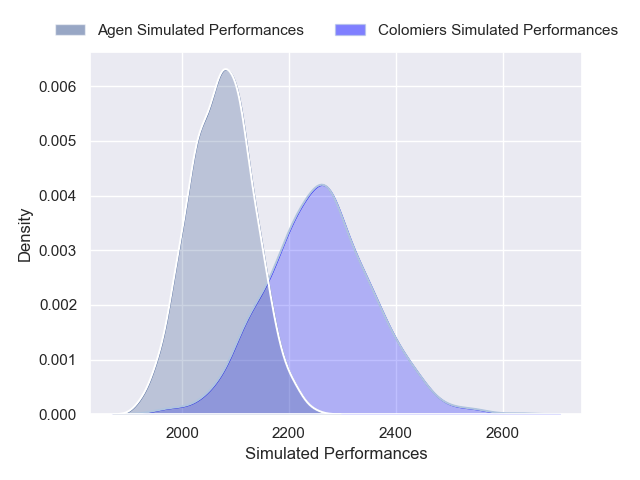 Agen Simulated Performances Colomiers Simulated Performances
0.006
0.005
0.004
0.003
0.002
0.001
0.000
Density
2000 2200 2400 2600
Simulated Performances